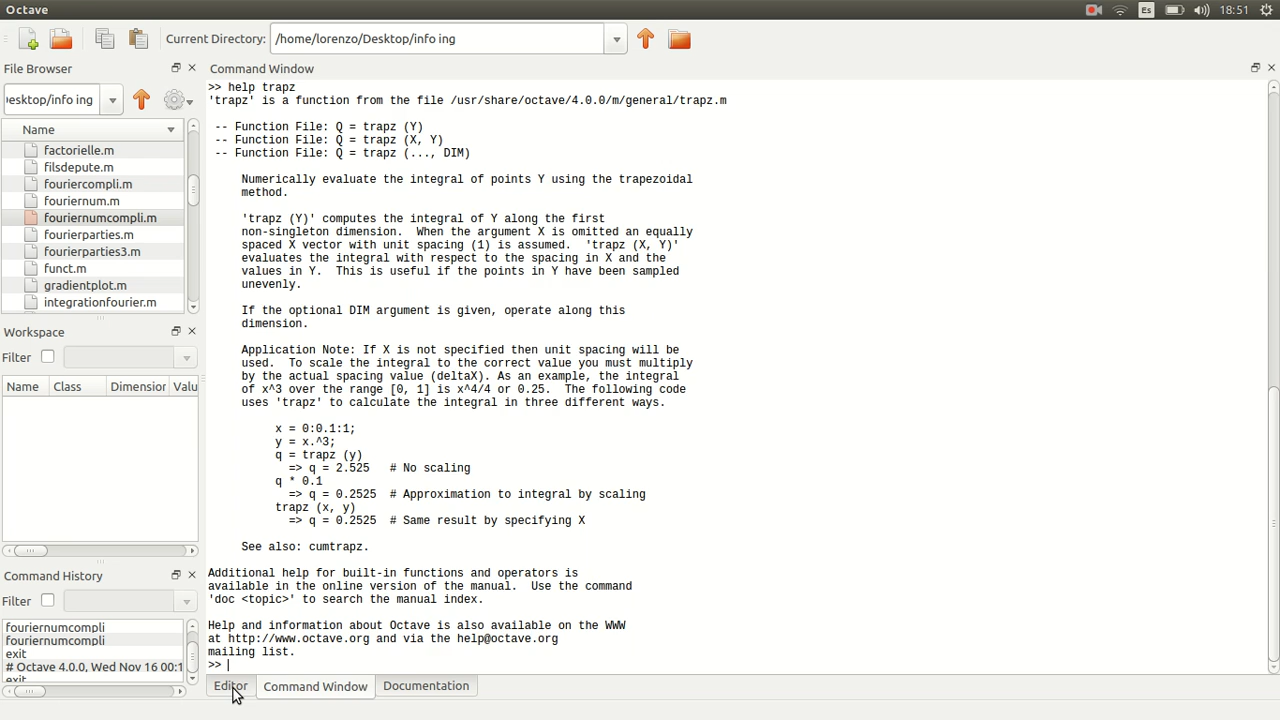 Octave
Es
18:51
Current Directory:
/home/lorenzo/Desktop/info ing
File Browser
Command Window
esktop/info ing
Name
factorielle.m
filsdepute.m
fouriercompli.m
fouriernum.m
fouriernumcompli.m
fourierparties.m
fourierparties3.m
funct.m
gradientplot.m
integrationfourier.m
Workspace
Filter
Name Class Dimension Valu
Command History
Filter
fouriernumcompli
fouriernumcompli
exit
# Octave 4.0.0, Wed Nov 16 00:1
exit
>> help trapz
'trapz' is a function from the file /usr/share/octave/4.0.0/m/general/trapz.m
-- Function File: Q = trapz (Y)
-- Function File: Q = trapz (X, Y)
-- Function File: Q = trapz (..., DIM)
Numerically evaluate the integral of points Y using the trapezoidal
method.
'trapz (Y)' computes the integral of Y along the first
non-singleton dimension.  When the argument X is omitted an equally
spaced X vector with unit spacing (1) is assumed.  'trapz (X, Y)'
evaluates the integral with respect to the spacing in X and the
values in Y.  This is useful if the points in Y have been sampled
unevenly.
If the optional DIM argument is given, operate along this
dimension.
Application Note: If X is not specified then unit spacing will be
used.  To scale the integral to the correct value you must multiply
by the actual spacing value (deltaX). As an example, the integral
of x^3 over the range [0, 1] is x^4/4 or 0.25.  The following code
uses 'trapz' to calculate the integral in three different ways.
x = 0:0.1:1;
y = x.^3;
q = trapz (y)
=> q = 2.525   # No scaling
q * 0.1
=> q = 0.2525  # Approximation to integral by scaling
trapz (x, y)
=> q = 0.2525  # Same result by specifying X
See also: cumtrapz.
Additional help for built-in functions and operators is
available in the online version of the manual.  Use the command
'doc <topic>' to search the manual index.
Help and information about Octave is also available on the WWW
at http://www.octave.org and via the help@octave.org
mailing list.
>>
Editor
Command Window
Documentation